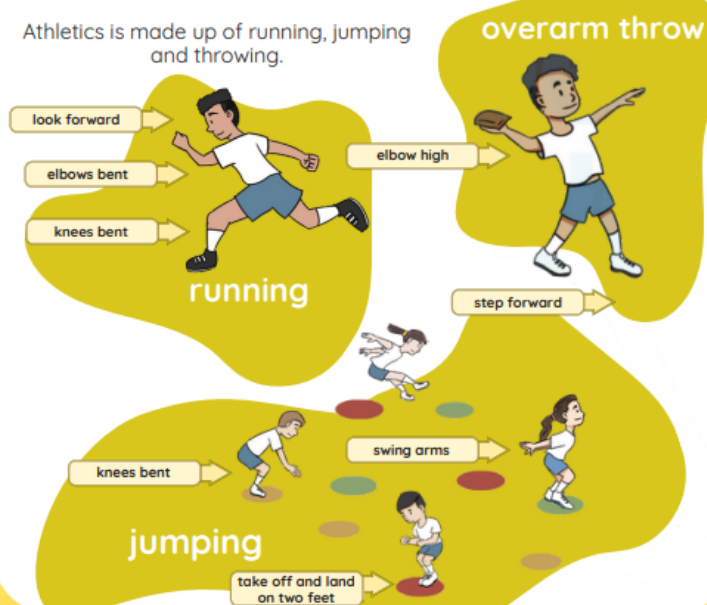 Athletics is made up of running, jumping
and throwing.
overarm throw
look forward
elbows bent
knees bent
running
elbow high
step forward
swing arms
knees bent
jumping
take off and land
on two feet